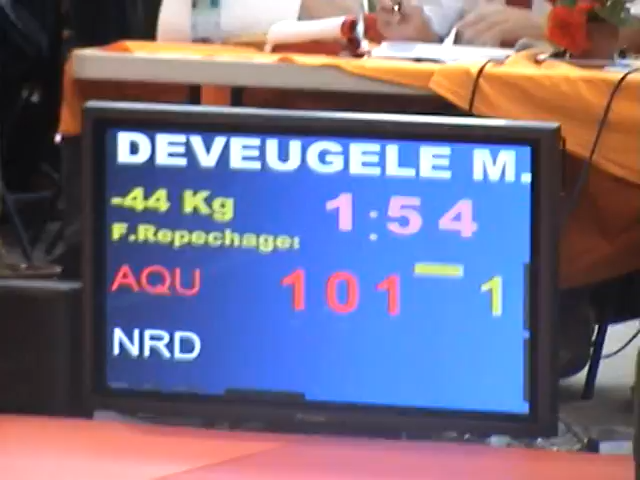 DEVEUGELE M.
-44 Kg 1:54
F.Repechage:
AQU 101 1
NRD